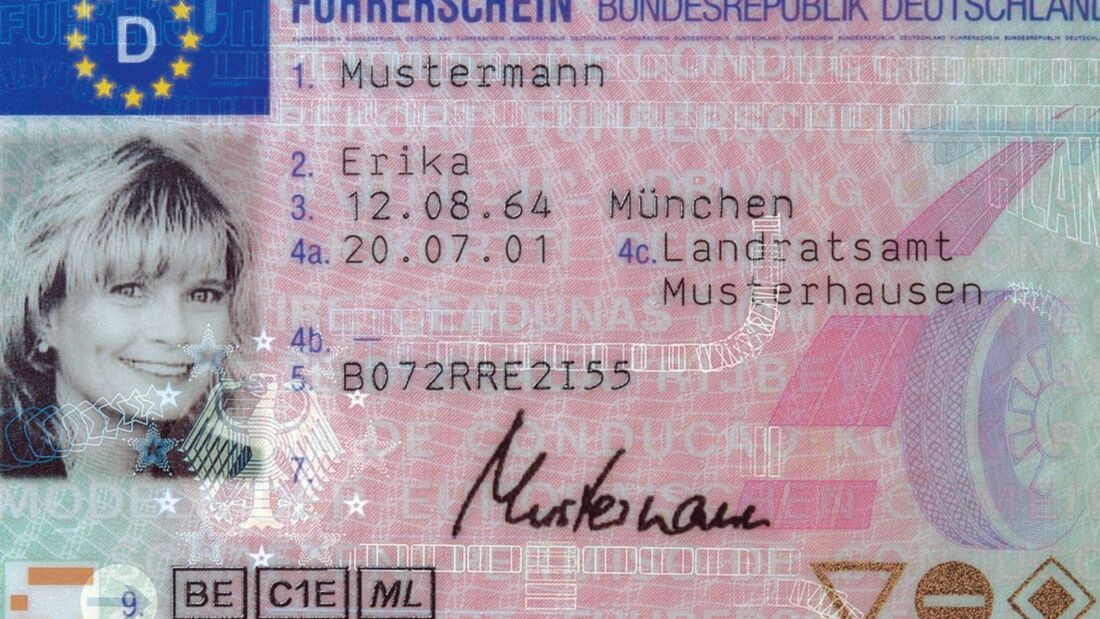 D
FÜHRERSCHEIN BUNDESREPUBLIK DEUTSCHLAND
1. Mustermann
2. Erika
3. 12.08.64 München
4a. 20.07.01 4c. Landratsamt
Musterhausen
4b. —
5. B072RRE2I55
7. Mustermann
9. BE C1E ML